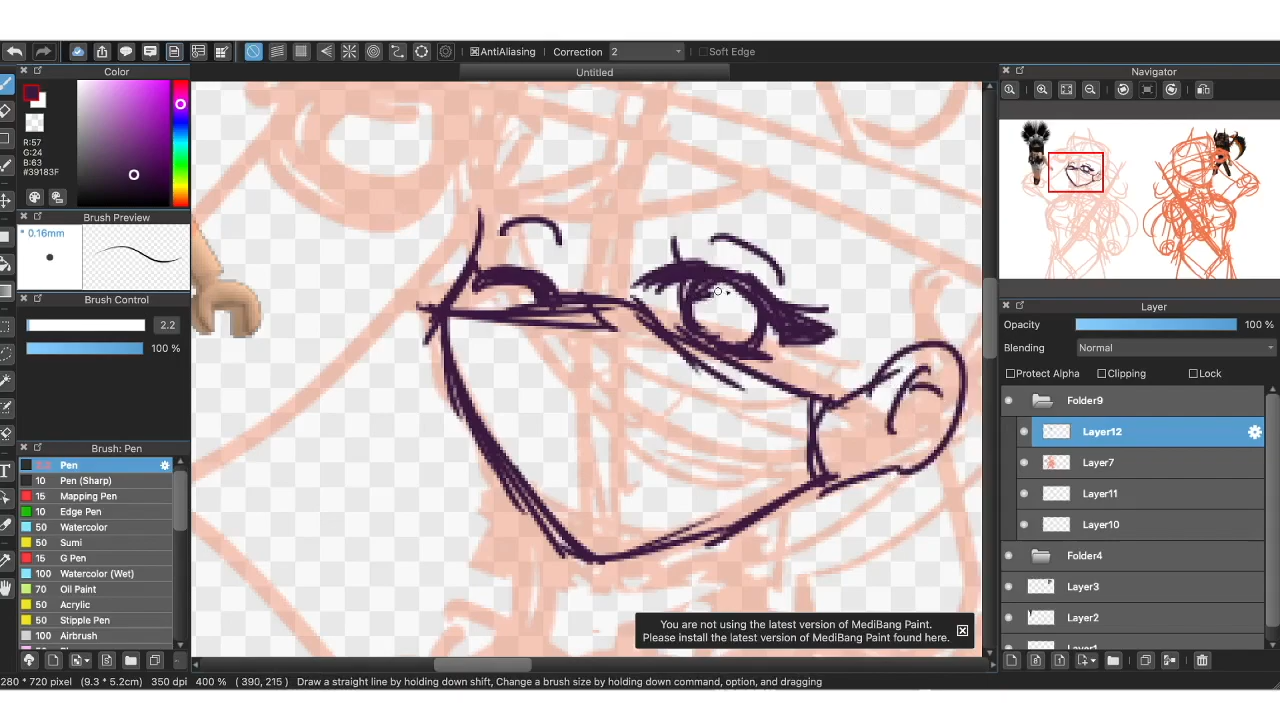 AntiAliasing Correction 2 Soft Edge
Color
Untitled
Navigator
R:57
G:24
B:63
#39183F
Brush Preview
* 0.16mm
Brush Control
2.2
100 %
Brush: Pen
Pen
10 Pen (Sharp)
15 Mapping Pen
10 Edge Pen
50 Watercolor
50 Sumi
15 G Pen
100 Watercolor (Wet)
70 Oil Paint
50 Acrylic
50 Stipple Pen
100 Airbrush
Layer
Opacity 100 %
Blending Normal
Protect Alpha Clipping Lock
Folder9
Layer12
Layer7
Layer11
Layer10
Folder4
Layer3
Layer2
You are not using the latest version of MediBang Paint.
Please install the latest version of MediBang Paint found here.
280 * 720 pixel (9.3 * 5.2cm) 350 dpi 400 % ( 390, 215 ) Draw a straight line by holding down shift, Change a brush size by holding down command, option, and dragging